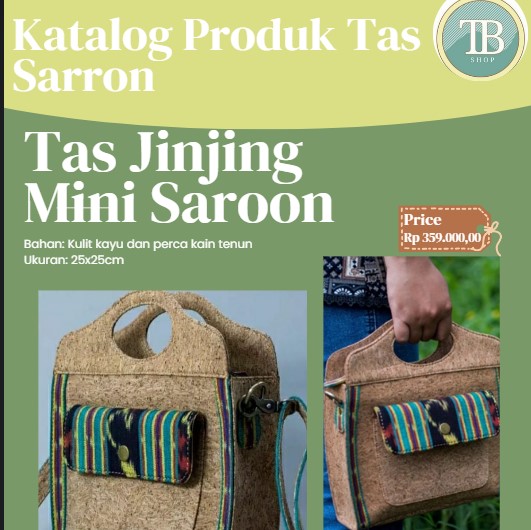 Katalog Produk Tas
Sarron
TB
SHOP
Tas Jinjing
Mini Saroon
Bahan: Kulit kayu dan perca kain tenun
Ukuran: 25x25cm
Price
Rp 359.000,00